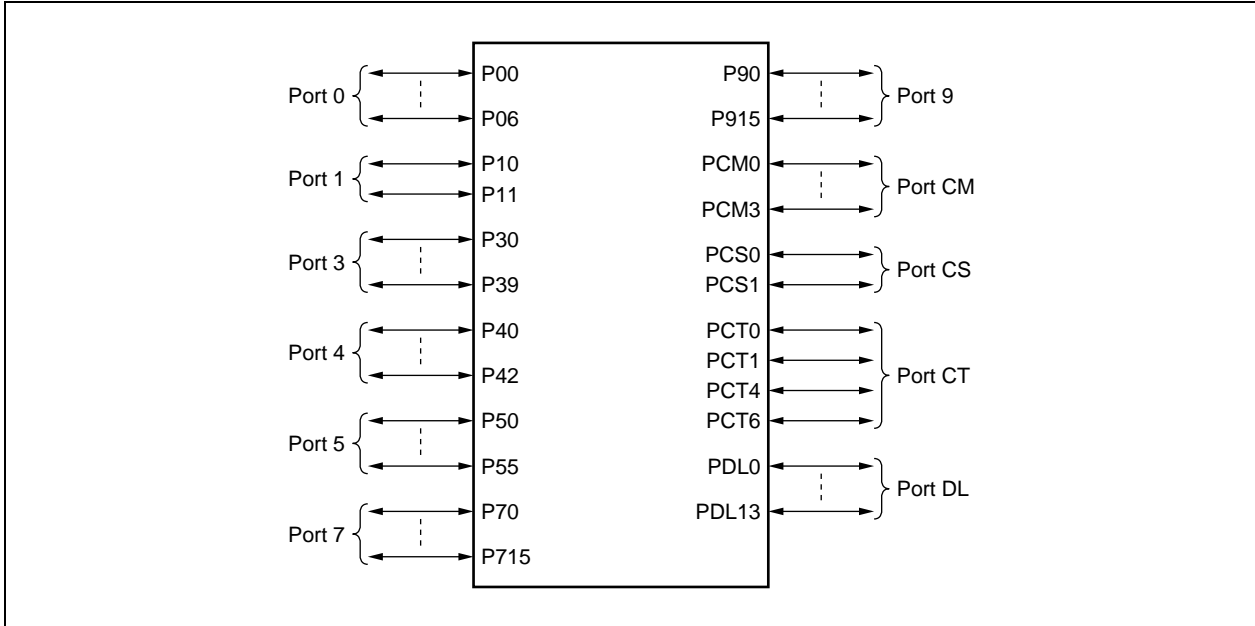 Port 0
P00
P06
Port 1
P10
P11
Port 3
P30
P39
Port 4
P40
P42
Port 5
P50
P55
Port 7
P70
P715
P90
P915
Port 9
PCM0
PCM3
Port CM
PCS0
PCS1
Port CS
PCT0
PCT1
PCT4
PCT6
Port CT
PDL0
PDL13
Port DL